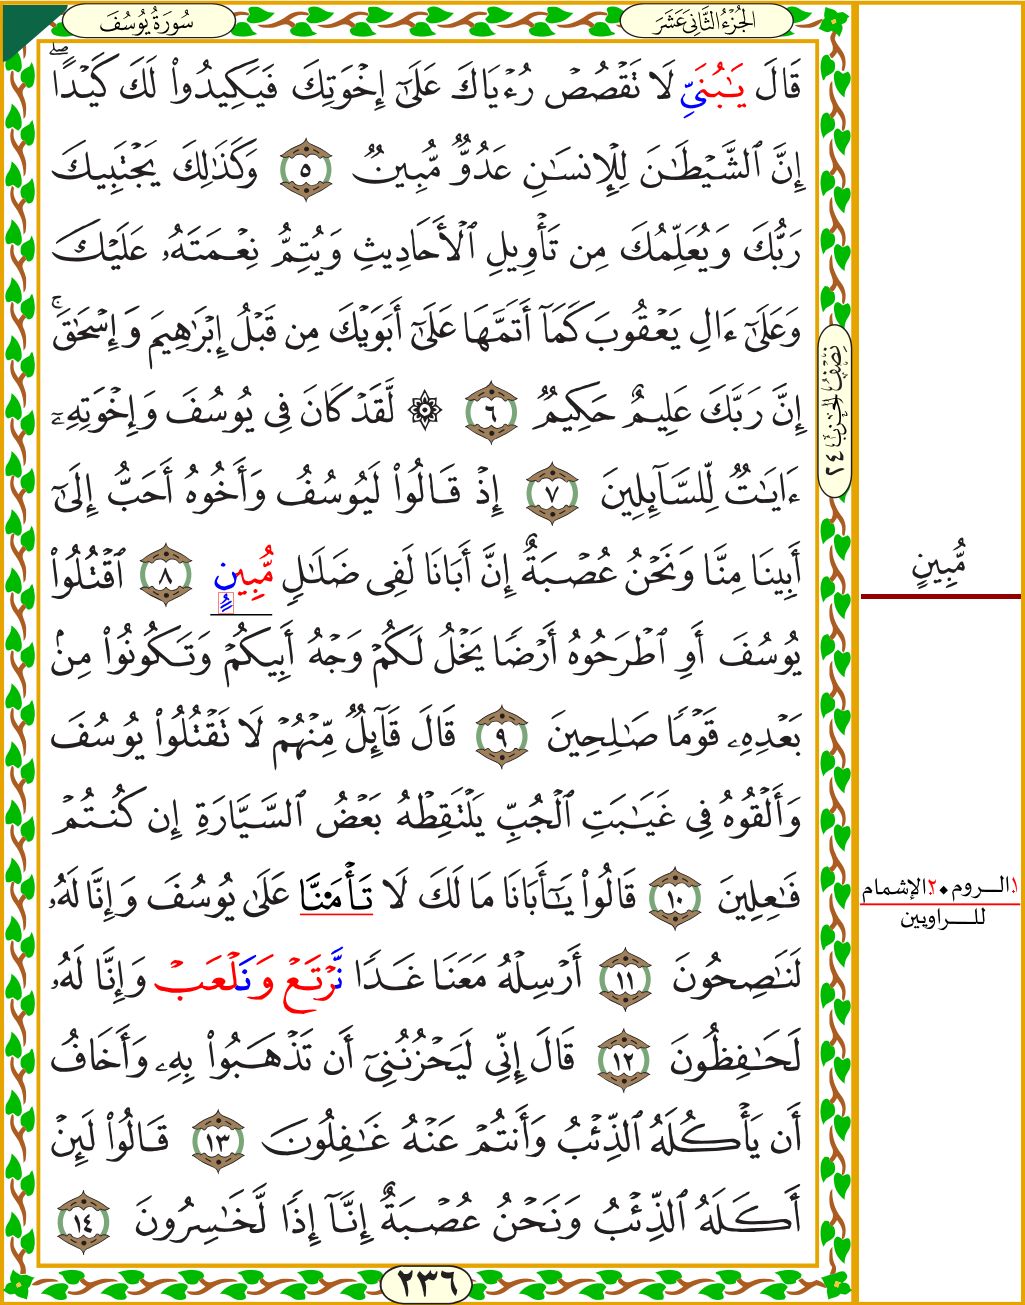 سُورَةُ يُوسُفَ
الجُزْءُ الثَّانِىَ عَشَرَ
قَالَ يَٰبُنَيِّ لَا تَقْصُصْ رُءْيَاكَ عَلَىٰٓ إِخْوَتِكَ فَيَكِيدُوا۟ لَكَ كَيْدًا ۖ
إِنَّ ٱلشَّيْطَٰنَ لِلْإِنسَٰنِ عَدُوٌّ مُّبِينٌ ٥ وَكَذَٰلِكَ يَجْتَبِيكَ
رَبُّكَ وَيُعَلِّمُكَ مِن تَأْوِيلِ ٱلْأَحَادِيثِ وَيُتِمُّ نِعْمَتَهُۥ عَلَيْكَ
وَعَلَىٰٓ ءَالِ يَعْقُوبَ كَمَآ أَتَمَّهَا عَلَىٰٓ أَبَوَيْكَ مِن قَبْلُ إِبْرَٰهِيمَ وَإِسْحَٰقَ ۚ
إِنَّ رَبَّكَ عَلِيمٌ حَكِيمٌ ٦ ۞ لَّقَدْ كَانَ فِى يُوسُفَ وَإِخْوَتِهِۦٓ
ءَايَٰتٌ لِّلسَّآئِلِينَ ٧ إِذْ قَالُوا۟ لَيُوسُفُ وَأَخُوهُ أَحَبُّ إِلَىٰٓ
أَبِينَا مِنَّا وَنَحْنُ عُصْبَةٌ إِنَّ أَبَانَا لَفِى ضَلَٰلٍ مُّبِينٍ ٨ ٱقْتُلُوا۟
يُوسُفَ أَوِ ٱطْرَحُوهُ أَرْضًا يَخْلُ لَكُمْ وَجْهُ أَبِيكُمْ وَتَكُونُوا۟ مِنۢ
بَعْدِهِۦ قَوْمًا صَٰلِحِينَ ٩ قَالَ قَآئِلٌ مِّنْهُمْ لَا تَقْتُلُوا۟ يُوسُفَ
وَأَلْقُوهُ فِى غَيَٰبَتِ ٱلْجُبِّ يَلْتَقِطْهُ بَعْضُ ٱلسَّيَّارَةِ إِن كُنتُمْ
فَٰعِلِينَ ١٠ قَالُوا۟ يَٰٓأَبَانَا مَا لَكَ لَا تَأْمَ۫نَّا عَلَىٰ يُوسُفَ وَإِنَّا لَهُۥ
لَنَٰصِحُونَ ١١ أَرْسِلْهُ مَعَنَا غَدًا نَّرْتَعْ وَنَلْعَبْ وَإِنَّا لَهُۥ
لَحَٰفِظُونَ ١٢ قَالَ إِنِّى لَيَحْزُنُنِىٓ أَن تَذْهَبُوا۟ بِهِۦ وَأَخَافُ
أَن يَأْكُلَهُ ٱلذِّئْبُ وَأَنتُمْ عَنْهُ غَٰفِلُونَ ١٣ قَالُوا۟ لَئِنْ
أَكَلَهُ ٱلذِّئْبُ وَنَحْنُ عُصْبَةٌ إِنَّآ إِذًا لَّخَٰسِرُونَ ١٤
٢٣٦
نِصْفُ الحِزْبِ ٢٤
مُّبِينٍ
١الــروم ٢•الإشمام
للــراويين